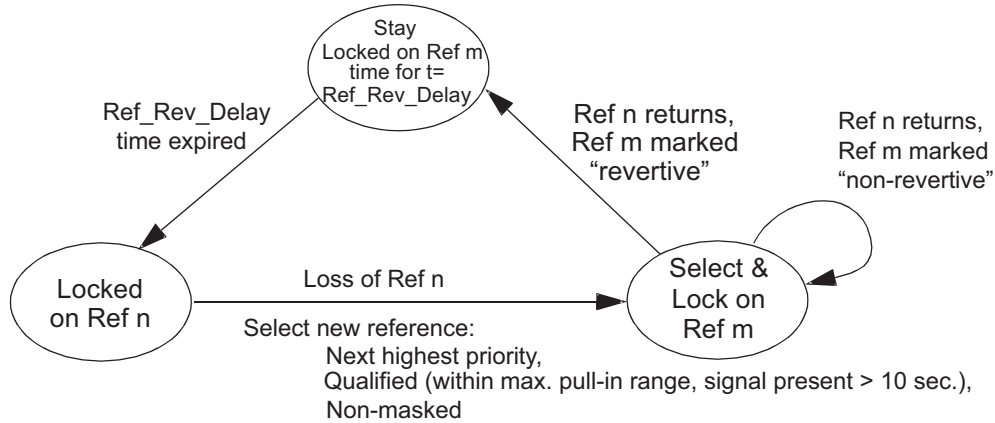 Stay
Locked on Ref m
time for t=
Ref_Rev_Delay
Ref_Rev_Delay
time expired
Ref n returns,
Ref m marked
“revertive”
Ref n returns,
Ref m marked
“non-revertive”
Locked
on Ref n
Loss of Ref n
Select &
Lock on
Ref m
Select new reference:
Next highest priority,
Qualified (within max. pull-in range, signal present > 10 sec.),
Non-masked